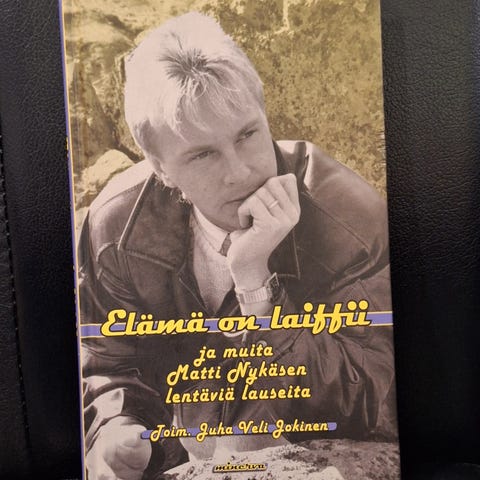 Elämä on laiffii
ja muita
Matti Nykäsen
lentäviä lauseita
Toim. Juha Veli Jokinen
minerva